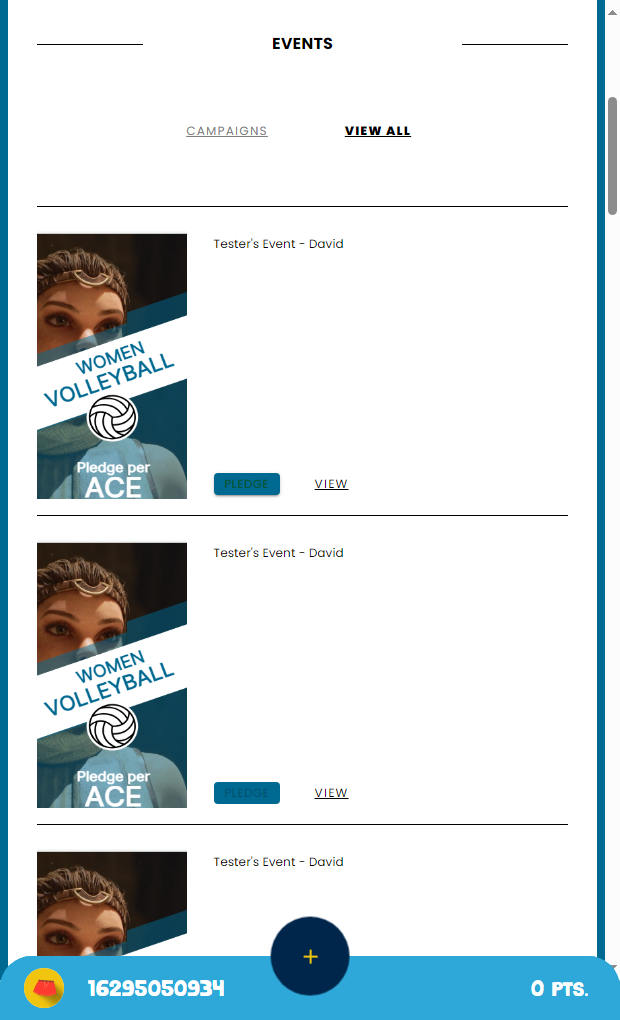 EVENTS
CAMPAIGNS VIEW ALL
Tester's Event - David
WOMEN
VOLLEYBALL
Pledge per
ACE
PLEDGE VIEW
Tester's Event - David
WOMEN
VOLLEYBALL
Pledge per
ACE
PLEDGE VIEW
Tester's Event - David
+
16295050934 0 PTS.